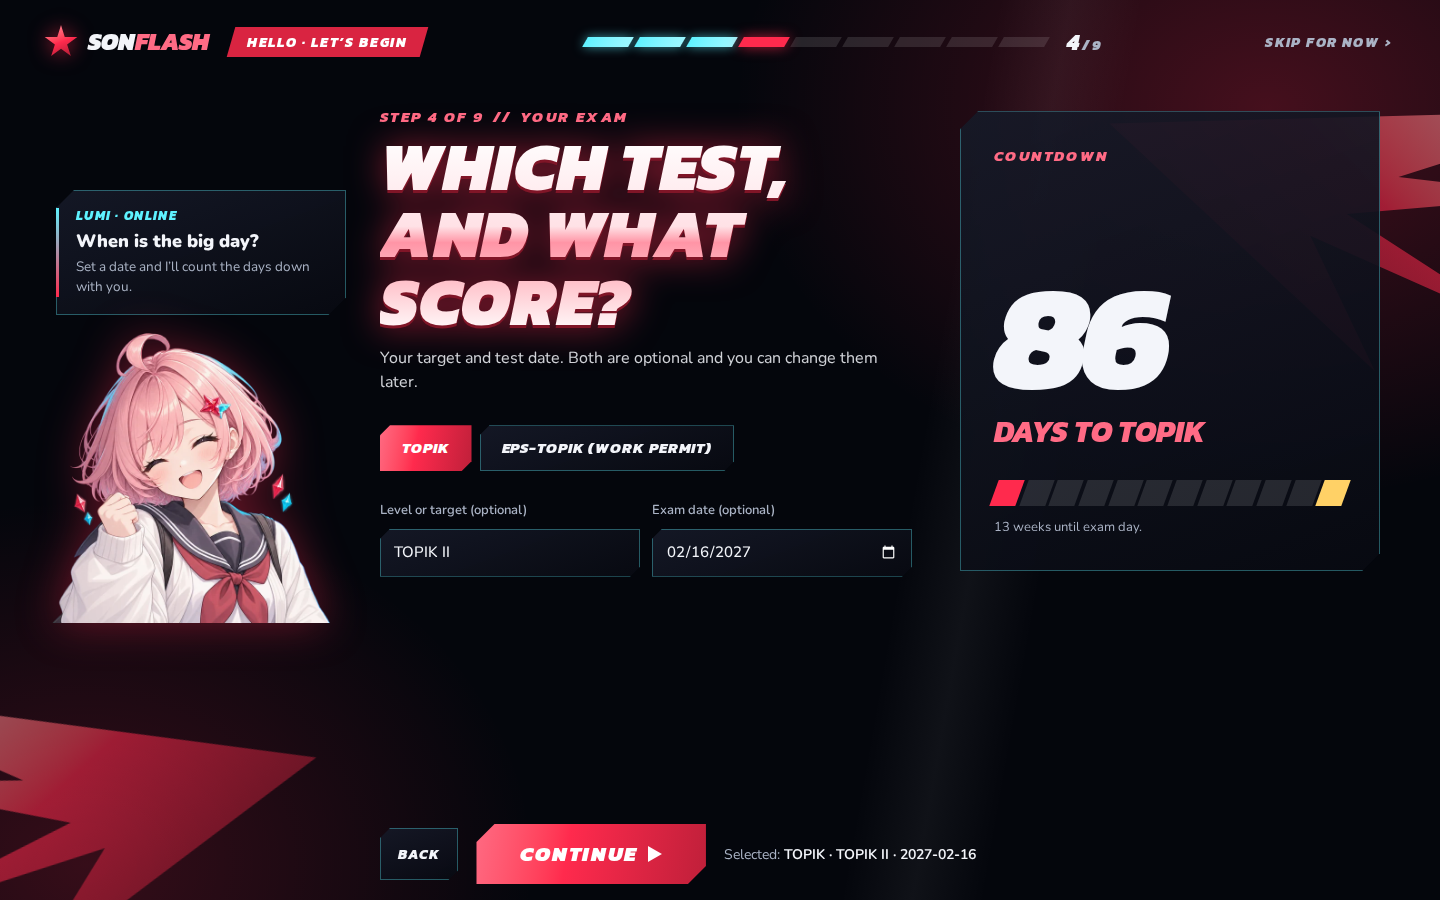 SONFLASH
HELLO · LET'S BEGIN
4 / 9
SKIP FOR NOW >
LUMI · ONLINE
When is the big day?
Set a date and I'll count the days down
with you.
STEP 4 OF 9 // YOUR EXAM
WHICH TEST,
AND WHAT
SCORE?
Your target and test date. Both are optional and you can change them
later.
TOPIK
EPS-TOPIK (WORK PERMIT)
Level or target (optional)
Exam date (optional)
TOPIK II
02/16/2027
BACK
CONTINUE
Selected: TOPIK · TOPIK II · 2027-02-16
COUNTDOWN
86
DAYS TO TOPIK
13 weeks until exam day.